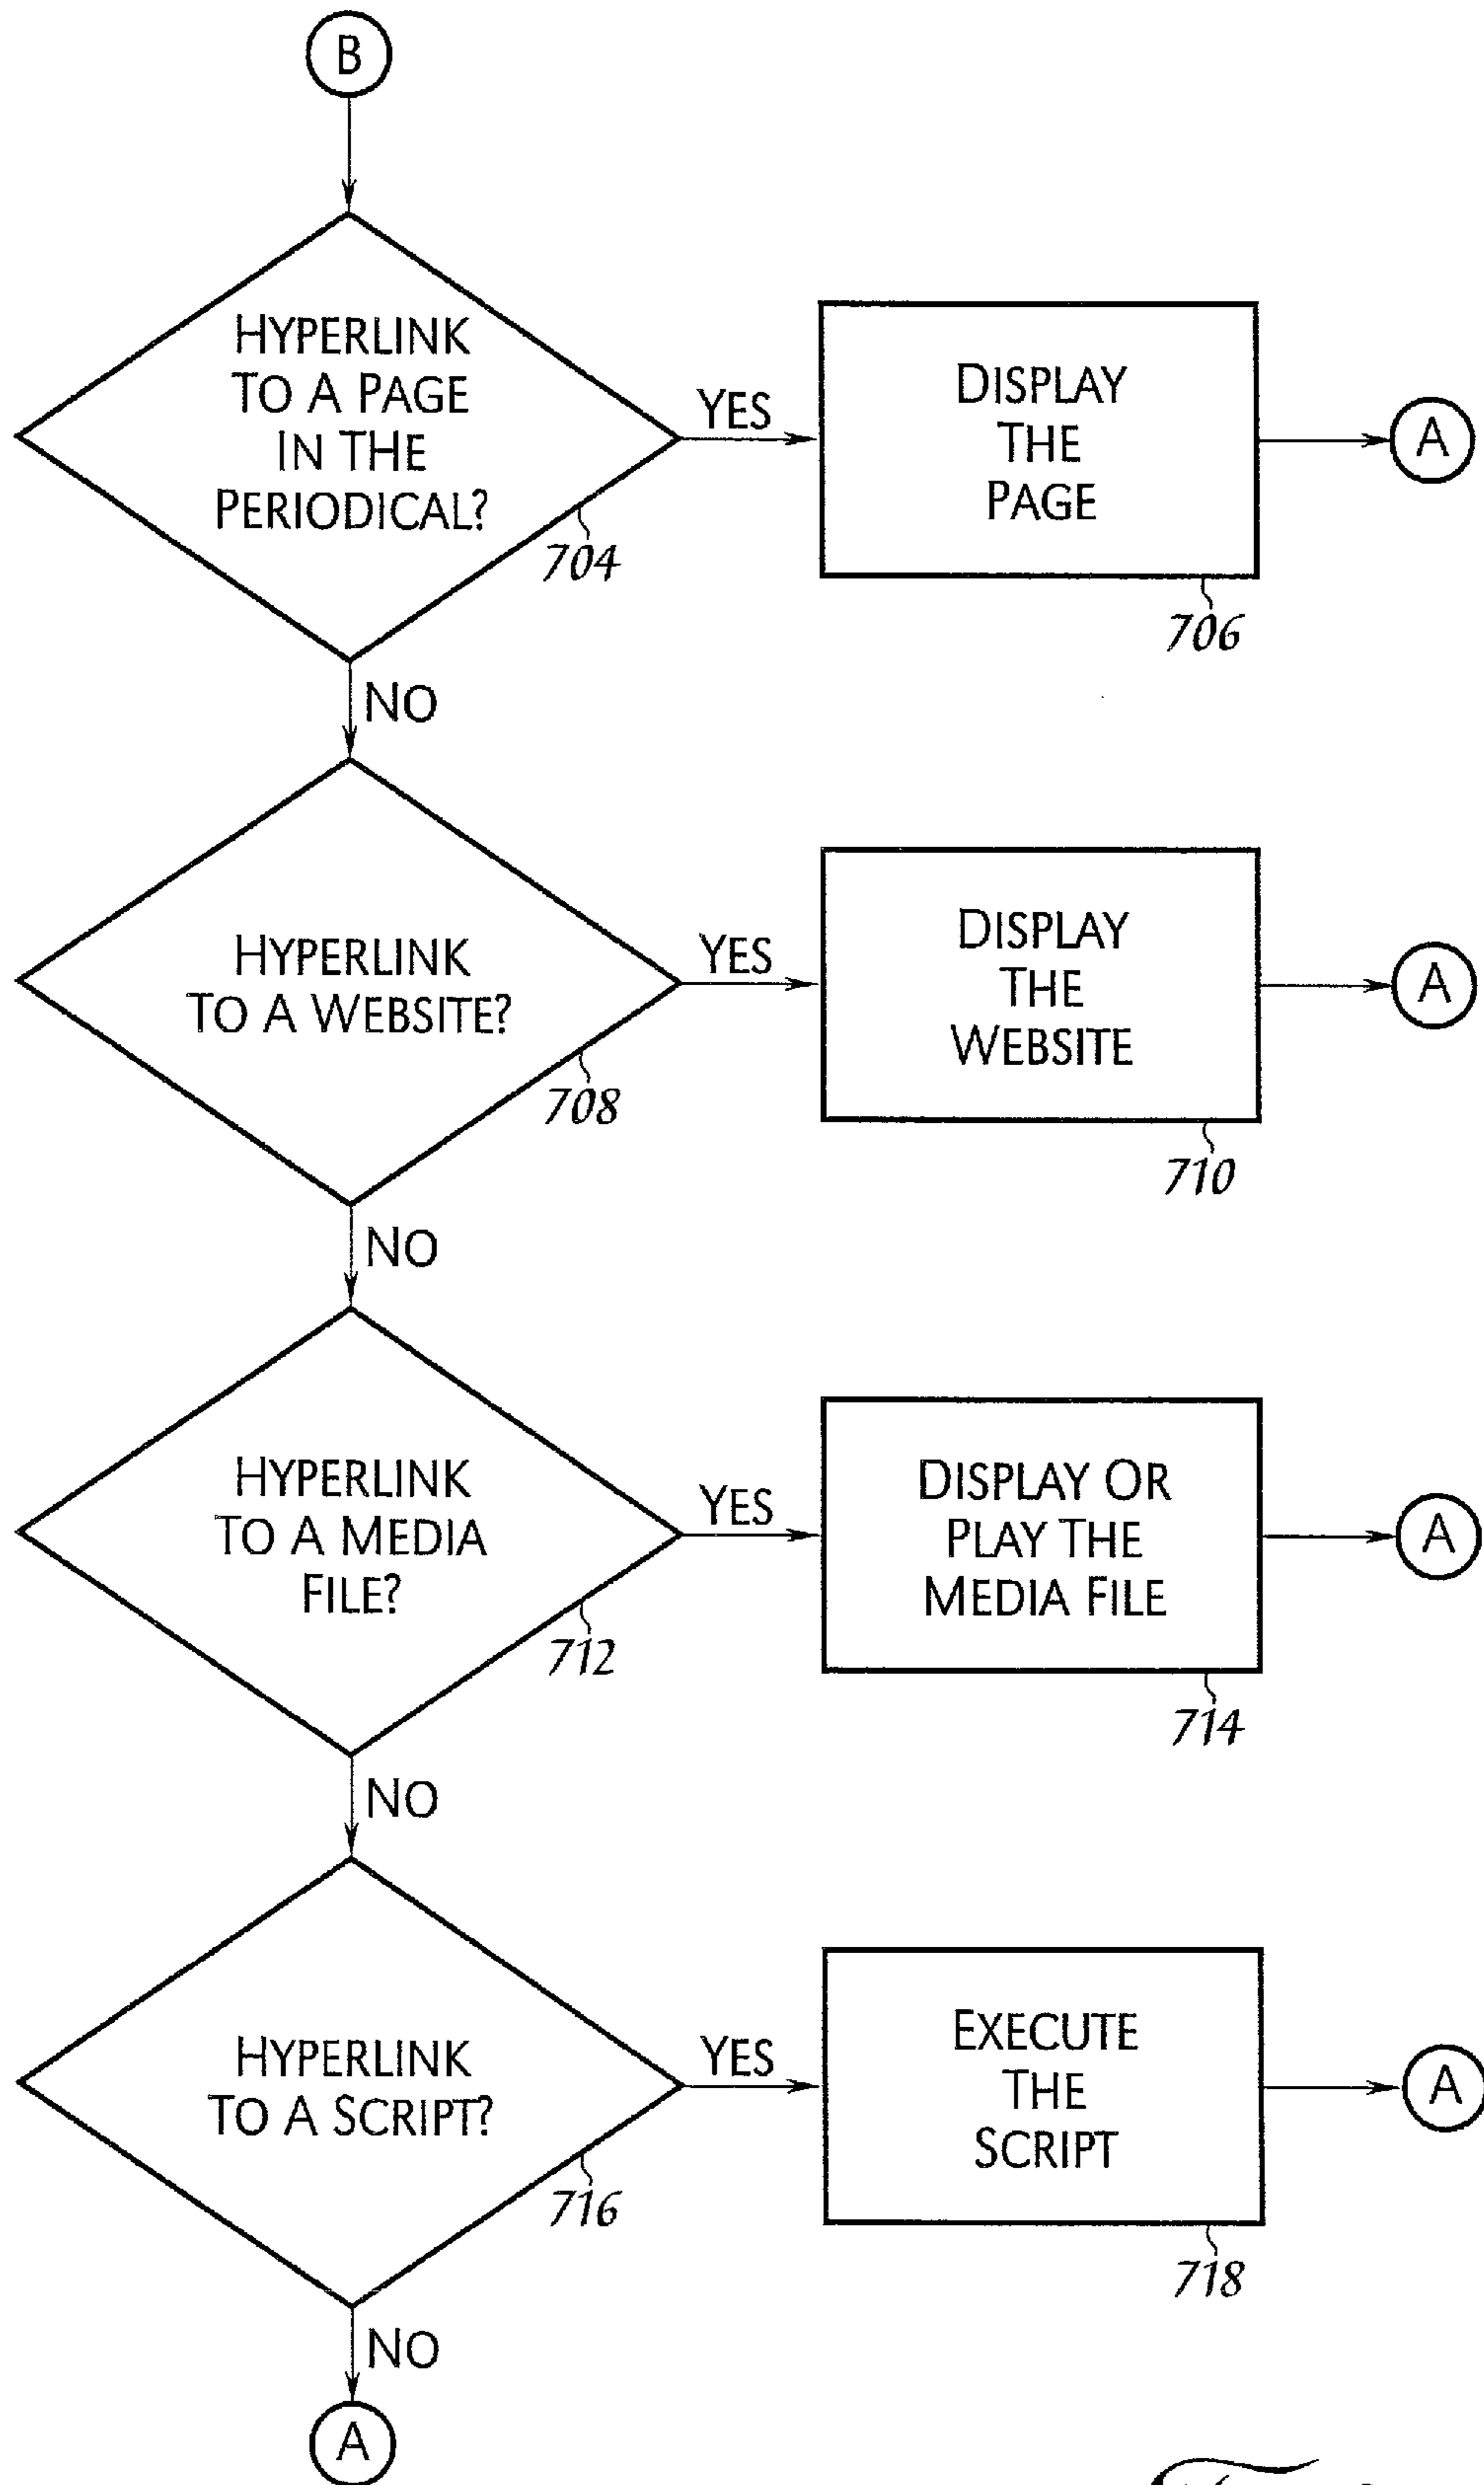 B
HYPERLINK
TO A PAGE
IN THE
PERIODICAL?
704
YES
DISPLAY
THE
PAGE
706
A
NO
HYPERLINK
TO A WEBSITE?
708
YES
DISPLAY
THE
WEBSITE
710
A
NO
HYPERLINK
TO A MEDIA
FILE?
712
YES
DISPLAY OR
PLAY THE
MEDIA FILE
714
A
NO
HYPERLINK
TO A SCRIPT?
716
YES
EXECUTE
THE
SCRIPT
718
A
NO
A